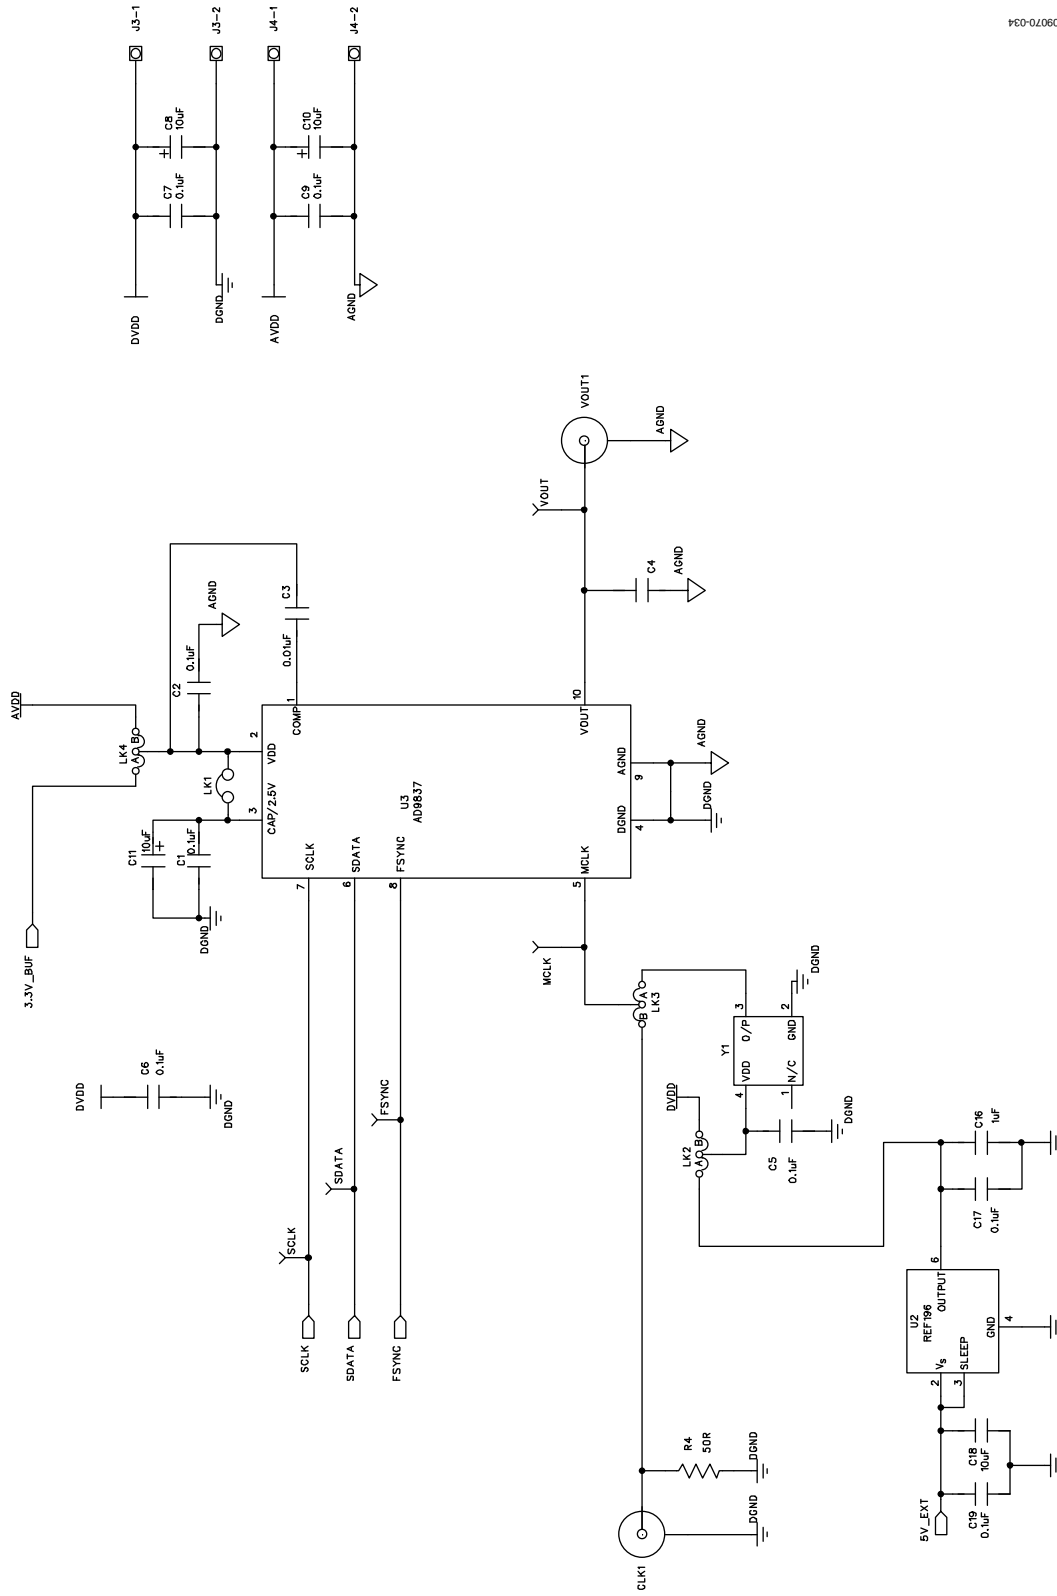 09070-034
J3-1
J3-2
J4-1
J4-2
C8
10uF
+
C7
0.1uF
C10
10uF
+
C9
0.1uF
DVDD
DGND
AVDD
AGND
VOUT1
AGND
VOUT
C4
AGND
AVDD
LK4
A
B
3.3V_BUF
C2
0.1uF
AGND
C3
0.01uF
LK1
C11
10uF
+
C1
0.1uF
DGND
3
CAP/2.5V
2
VDD
1
COMP
U3
AD9837
7
SCLK
6
SDATA
8
FSYNC
5
MCLK
4
DGND
9
AGND
10
VOUT
AGND
DGND
DVDD
C6
0.1uF
DGND
SCLK
SDATA
FSYNC
SCLK
SDATA
FSYNC
MCLK
LK3
B
A
Y1
3
O/P
2
GND
4
VDD
1
N/C
DGND
DVDD
LK2
A
B
C5
0.1uF
DGND
C16
1uF
C17
0.1uF
U2
REF196
6
OUTPUT
4
GND
2
Vs
3
SLEEP
C18
10uF
C19
0.1uF
5V_EXT
R4
50R
DGND
DGND
CLK1